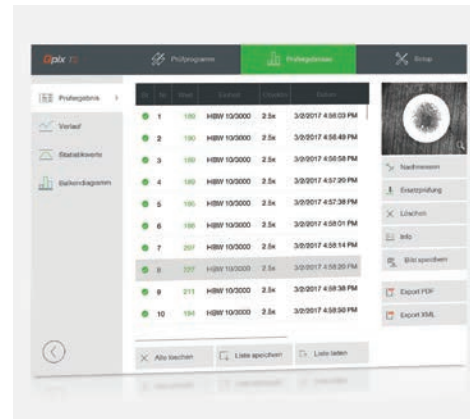 Qpix T2
Prüfprogramm
Prüfergebnisse
Setup
Prüfergebnis
Verlauf
Statistikwerte
Balkendiagramm
1 HBW 10/3000 2.5x 3/2/2017 4:56:03 PM
2 190 HBW 10/3000 2.5x 3/2/2017 4:56:49 PM
3 HBW 10/3000 2.5x 3/2/2017 4:56:58 PM
4 HBW 10/3000 2.5x 3/2/2017 4:57:20 PM
5 HBW 10/3000 2.5x 3/2/2017 4:57:38 PM
6 HBW 10/3000 2.5x 3/2/2017 4:58:01 PM
7 207 HBW 10/3000 2.5x 3/2/2017 4:58:14 PM
8 227 HBW 10/3000 2.5x 3/2/2017 4:58:20 PM
9 211 HBW 10/3000 2.5x 3/2/2017 4:58:38 PM
10 194 HBW 10/3000 2.5x 3/2/2017 4:58:50 PM
Nachmessen
Ersatzprüfung
Löschen
Info
Bild speichern
Export PDF
Export XML
Alle löschen
Liste speichern
Liste laden